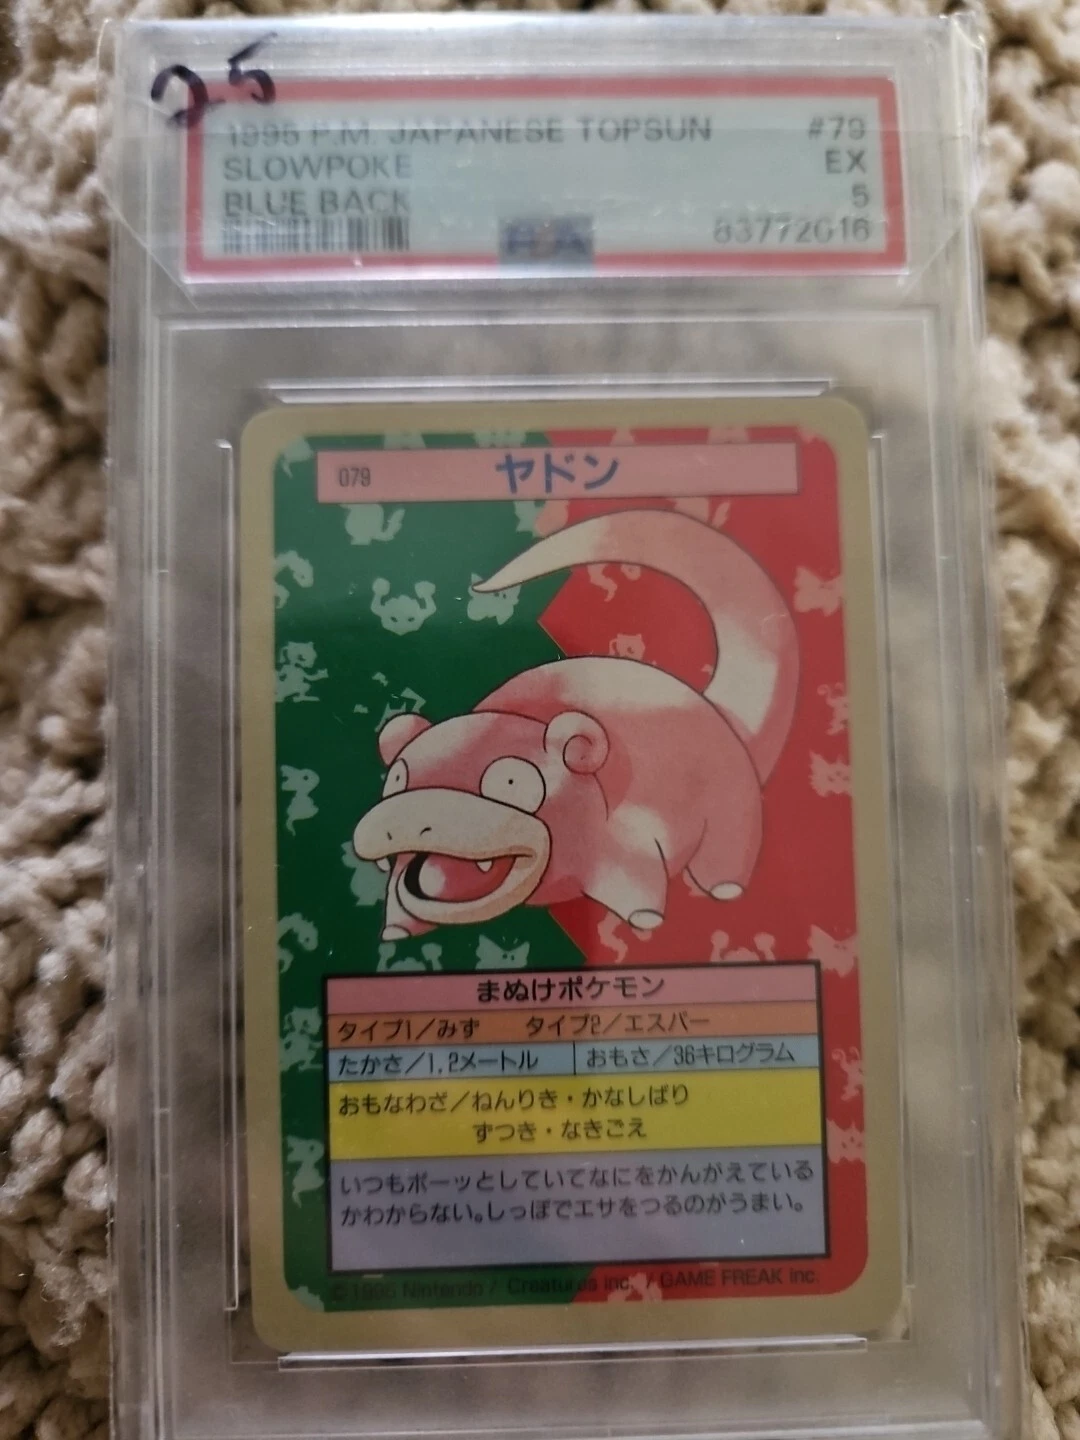 25
1995 P.M. JAPANESE TOPSUN #79
SLOWPOKE EX
BLUE BACK 5
PSA 83772016
079 ヤドン
まぬけポケモン
タイプ1/みず タイプ2/エスパー
たかさ/1.2メートル おもさ/36キログラム
おもなわざ/ねんりき・かなしばり
ずつき・なきごえ
いつもボーッとしていてなにをかんがえている
かわからない。しっぽでエサをつるのがうまい。
©1995 Nintendo / Creatures inc. / GAME FREAK inc.